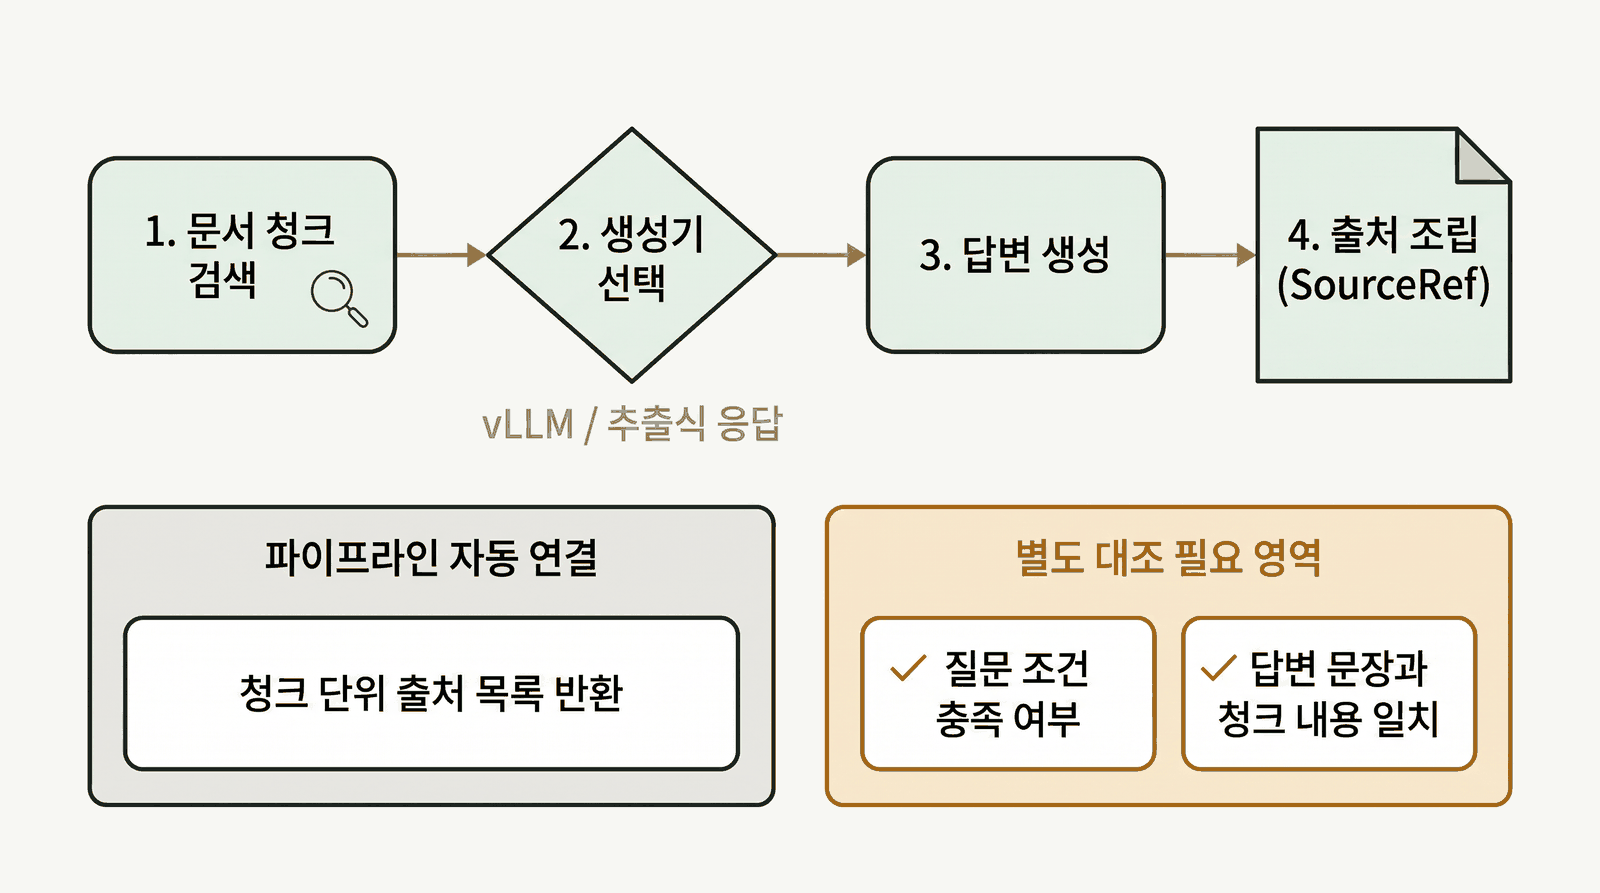 1. 문서 청크
검색
2. 생성기
선택
3. 답변 생성
4. 출처 조립
(SourceRef)
vLLM / 추출식 응답
파이프라인 자동 연결
청크 단위 출처 목록 반환
별도 대조 필요 영역
질문 조건
충족 여부
답변 문장과
청크 내용 일치